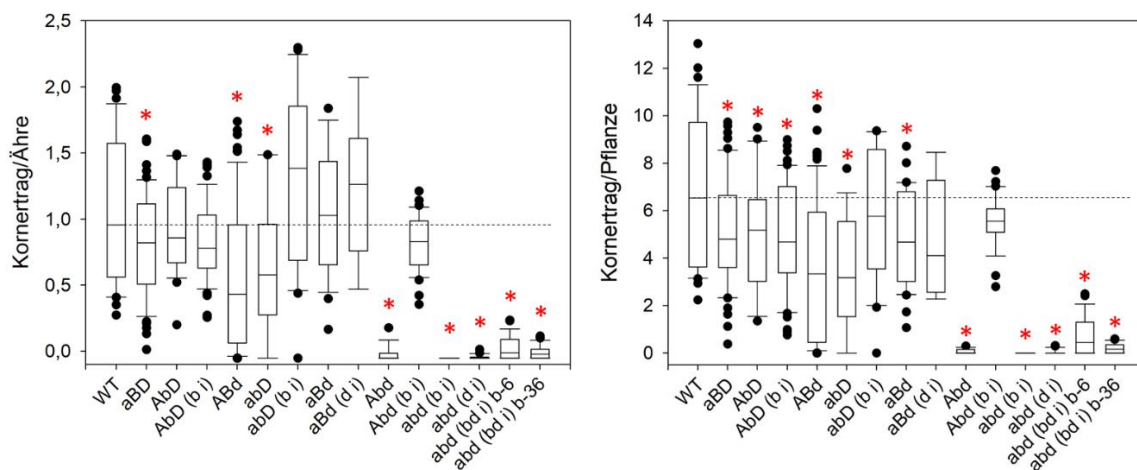 Kornertrag/Ähre
2,5
2,0
1,5
1,0
0,5
0,0
* * * * * * * *
WT
aBD
AbD
AbD (b i)
ABd
abD
abD (b i)
aBd
aBd (d i)
Abd
Abd (b i)
abd (b i)
abd (d i)
abd (bd i) b-6
abd (bd i) b-36
Kornertrag/Pflanze
14
12
10
8
6
4
2
0
* * * * * * * * * * *
WT
aBD
AbD
AbD (b i)
ABd
abD
abD (b i)
aBd
aBd (d i)
Abd
Abd (b i)
abd (b i)
abd (d i)
abd (bd i) b-6
abd (bd i) b-36